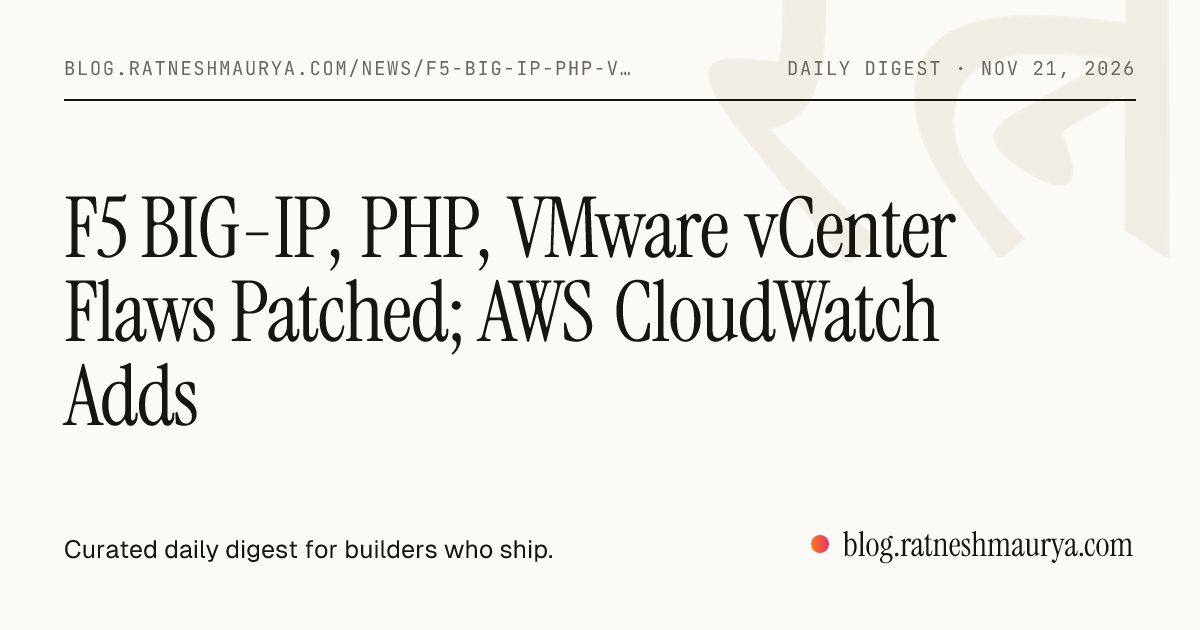 BLOG.RATNESHMAURYA.COM/NEWS/F5-BIG-IP-PHP-V…
DAILY DIGEST · NOV 21, 2026
F5 BIG-IP, PHP, VMware vCenter
Flaws Patched; AWS CloudWatch
Adds
Curated daily digest for builders who ship.
blog.ratneshmaurya.com